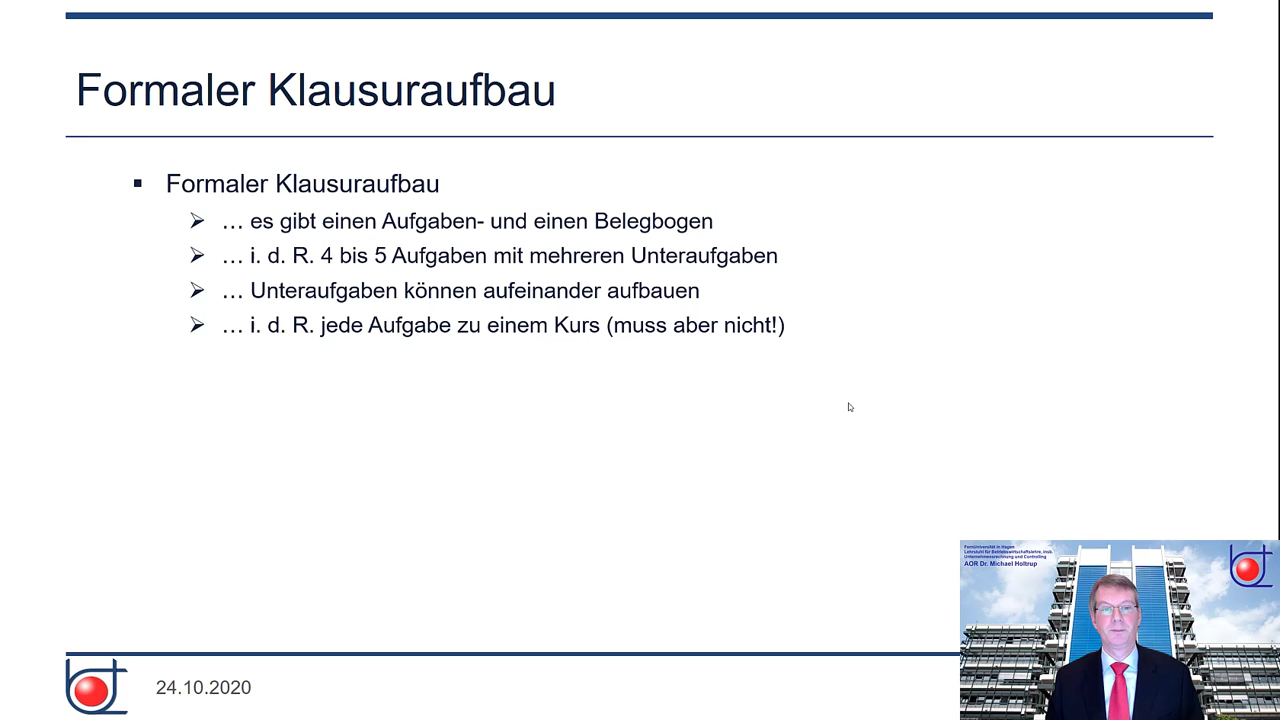 Formaler Klausuraufbau
Formaler Klausuraufbau
… es gibt einen Aufgaben- und einen Belegbogen
… i. d. R. 4 bis 5 Aufgaben mit mehreren Unteraufgaben
… Unteraufgaben können aufeinander aufbauen
… i. d. R. jede Aufgabe zu einem Kurs (muss aber nicht!)
FernUniversität in Hagen
Lehrstuhl für Betriebswirtschaftslehre, insb.
Unternehmensrechnung und Controlling
AOR Dr. Michael Holtrup
24.10.2020